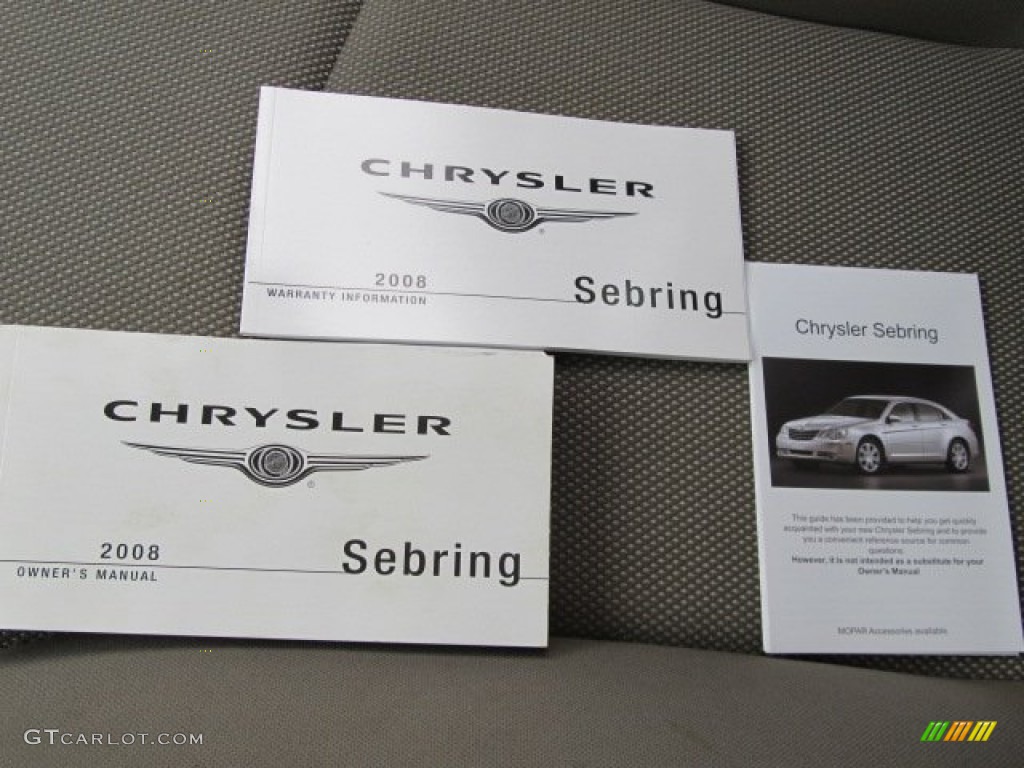 CHRYSLER
2008
WARRANTY INFORMATION
Sebring
CHRYSLER
2008
OWNER'S MANUAL
Sebring
Chrysler Sebring
This guide has been provided to help you get quickly
acquainted with your new Chrysler Sebring and to provide
you a convenient reference source for common
questions.
However, it is not intended as a substitute for your
Owner's Manual
MOPAR Accessories available.
GTCARLOT.COM